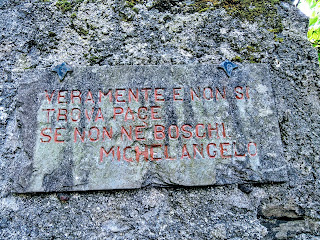 VERAMENTE E NON SI
TROVA PACE
SE NON NE BOSCHI
MICHELANGELO